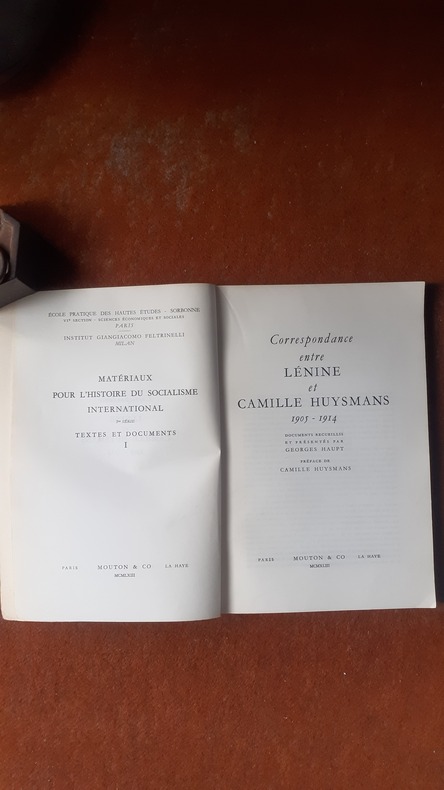 ÉCOLE PRATIQUE DES HAUTES ÉTUDES - SORBONNE
VIe SECTION - SCIENCES ÉCONOMIQUES ET SOCIALES
PARIS
INSTITUT GIANGIACOMO FELTRINELLI
MILAN
MATÉRIAUX
POUR L'HISTOIRE DU SOCIALISME
INTERNATIONAL
SÉRIE
TEXTES ET DOCUMENTS
I
PARIS MOUTON & CO LA HAYE
MCMLXIII
Correspondance
entre
LÉNINE
et
CAMILLE HUYSMANS
1905 - 1914
DOCUMENTS RECUEILLIS
ET PRÉSENTÉS PAR
GEORGES HAUPT
PRÉFACE DE
CAMILLE HUYSMANS
PARIS MOUTON & CO LA HAYE
MCMLXIII